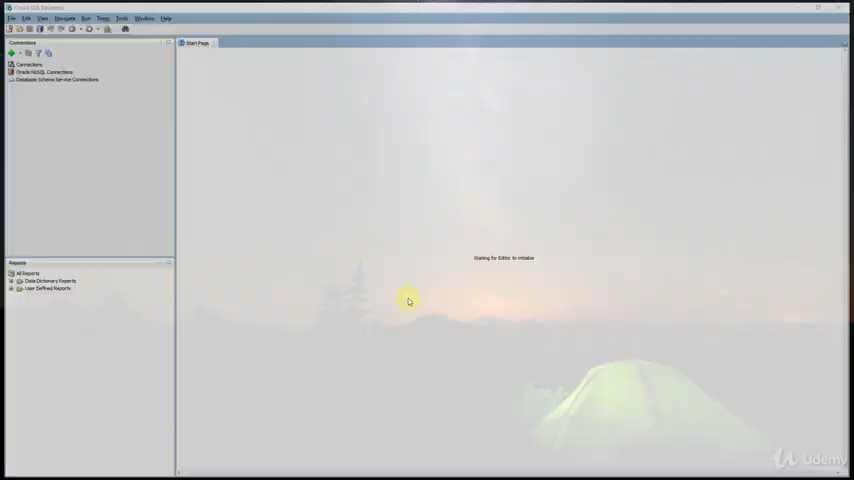 Oracle SQL Developer
File Edit View Navigate Run Team Tools Window Help
Connections
Start Page
Connections
Oracle NoSQL Connections
Database Schema Service Connections
Waiting for Editor to initialize
Reports
All Reports
Data Dictionary Reports
User Defined Reports
Udemy